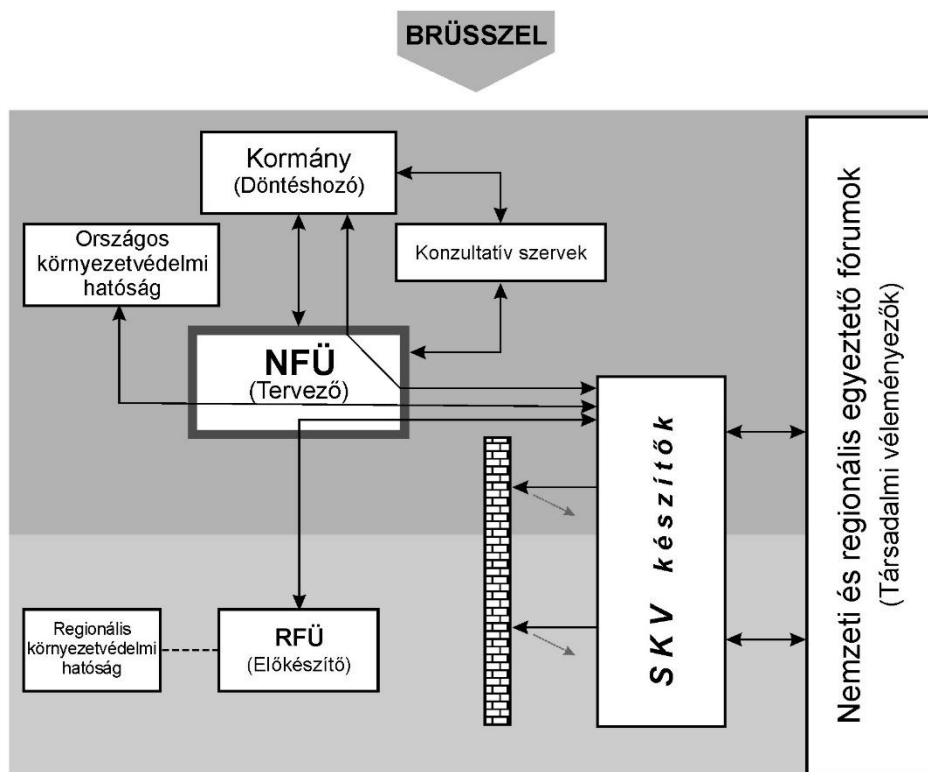 BRÜSSZEL
Kormány
(Döntéshozó)
Országos
környezetvédelmi
hatóság
Konzultatív szervek
NFÜ
(Tervező)
SKV készítők
Nemzeti és regionális egyeztető fórumok
(Társadalmi véleményezők)
Regionális
környezetvédelmi
hatóság
RFÜ
(Előkészítő)